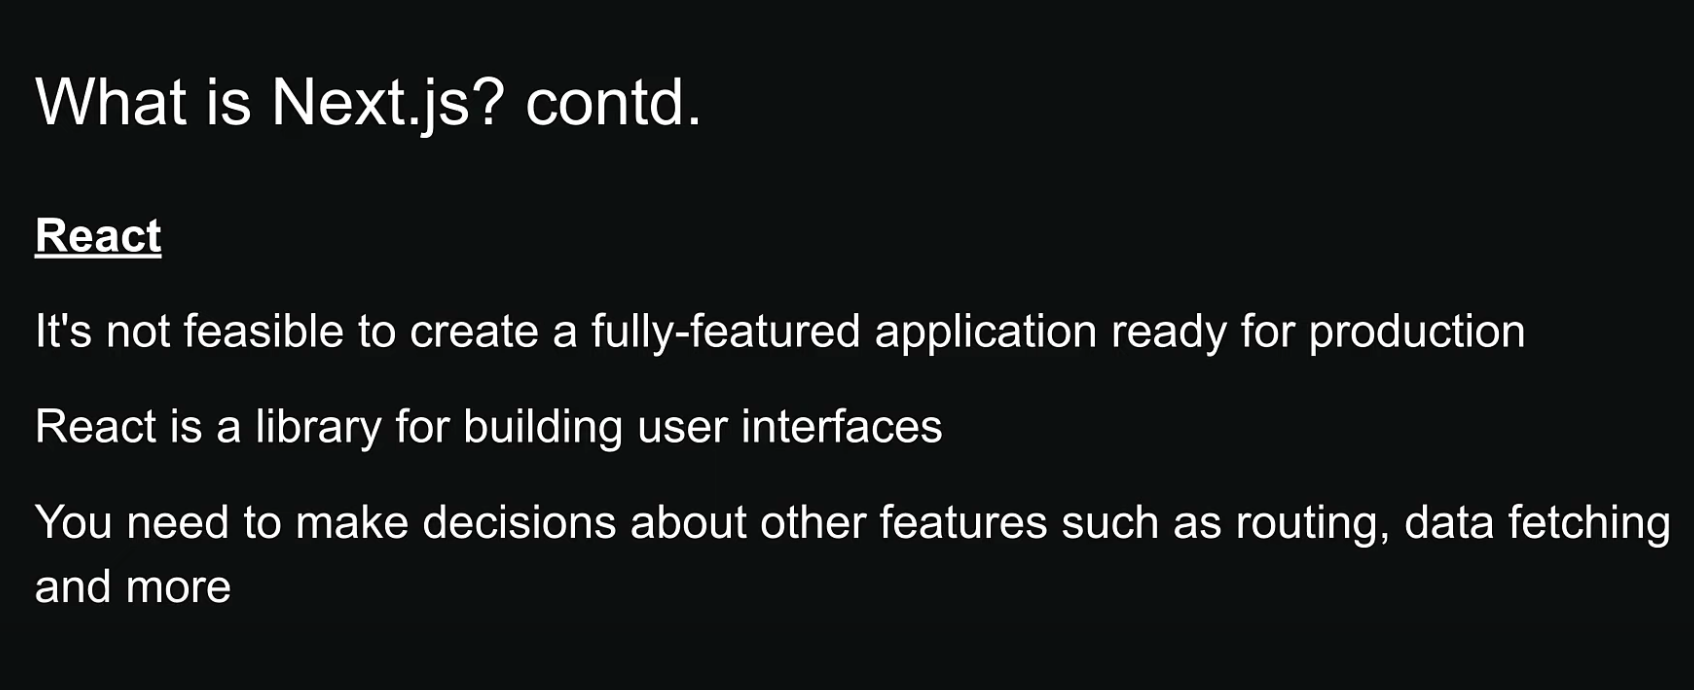 What is Next.js? contd.
React
It's not feasible to create a fully-featured application ready for production
React is a library for building user interfaces
You need to make decisions about other features such as routing, data fetching
and more